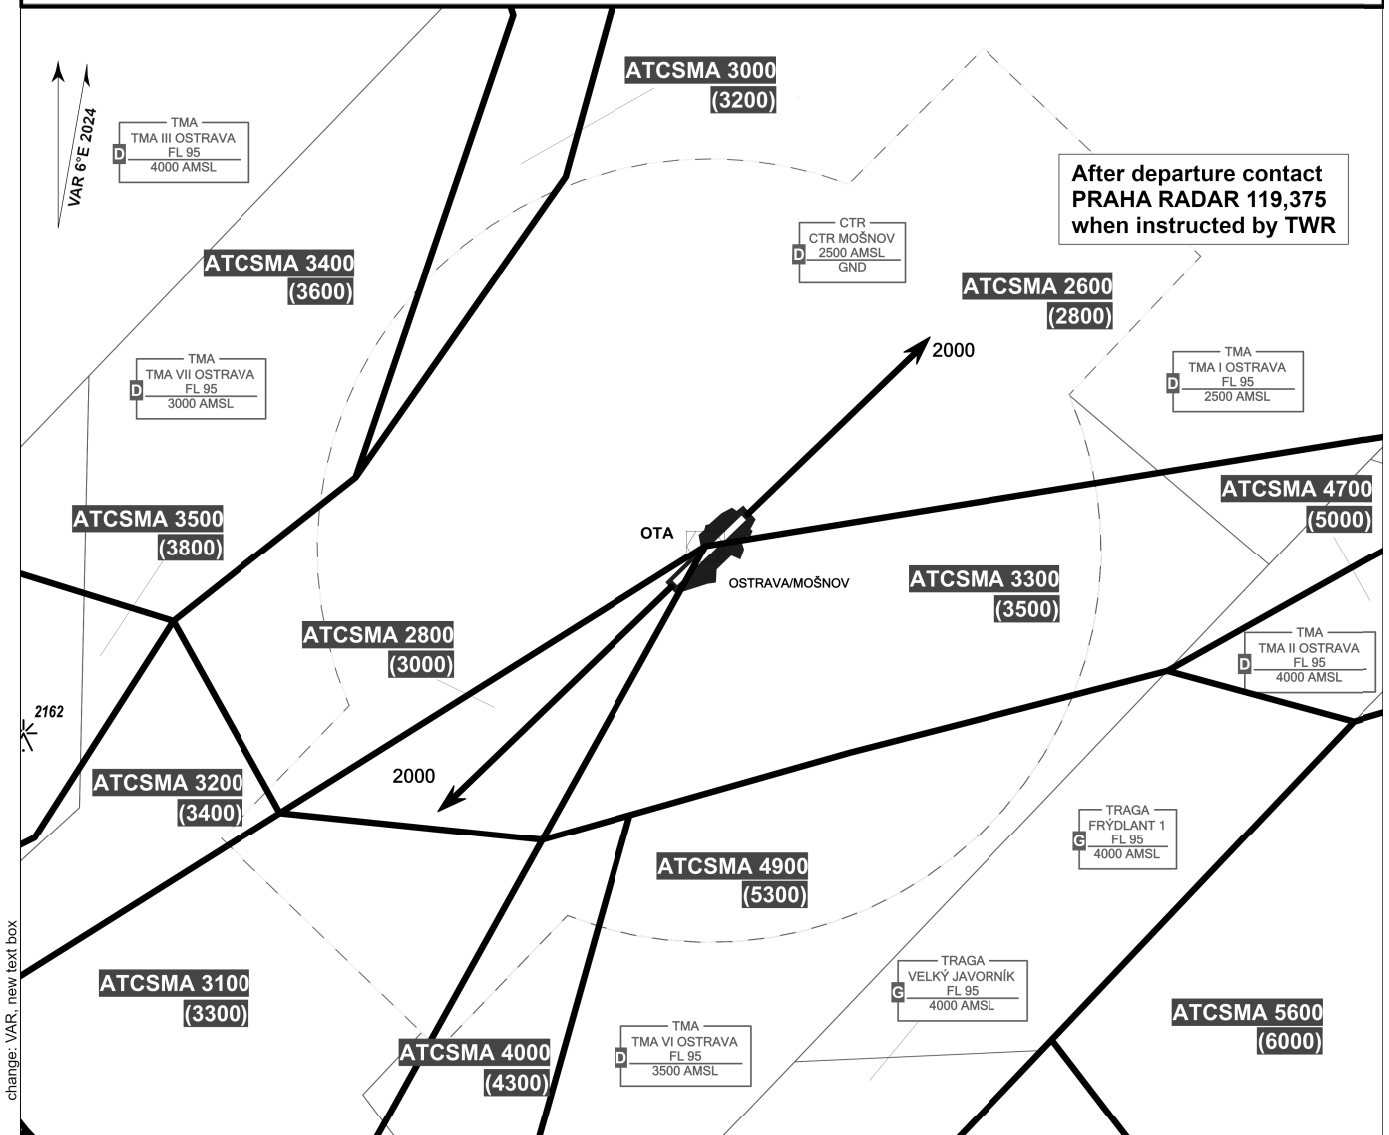 ATCSMA 3000
(3200)
VAR 6°E 2024
TMA
TMA III OSTRAVA
D
FL 95
4000 AMSL
After departure contact
PRAHA RADAR 119,375
when instructed by TWR
CTR
CTR MOŠNOV
D
2500 AMSL
GND
ATCSMA 3400
(3600)
ATCSMA 2600
(2800)
2000
TMA
TMA VII OSTRAVA
D
FL 95
3000 AMSL
TMA
TMA I OSTRAVA
D
FL 95
2500 AMSL
ATCSMA 4700
(5000)
ATCSMA 3500
(3800)
OTA
OSTRAVA/MOŠNOV
ATCSMA 3300
(3500)
ATCSMA 2800
(3000)
TMA
TMA II OSTRAVA
D
FL 95
4000 AMSL
2162
2000
ATCSMA 3200
(3400)
TRAGA
FRÝDLANT 1
G
FL 95
4000 AMSL
ATCSMA 4900
(5300)
ATCSMA 3100
(3300)
TRAGA
VELKÝ JAVORNÍK
G
FL 95
4000 AMSL
ATCSMA 5600
(6000)
ATCSMA 4000
(4300)
TMA
TMA VI OSTRAVA
D
FL 95
3500 AMSL
change: VAR, new text box